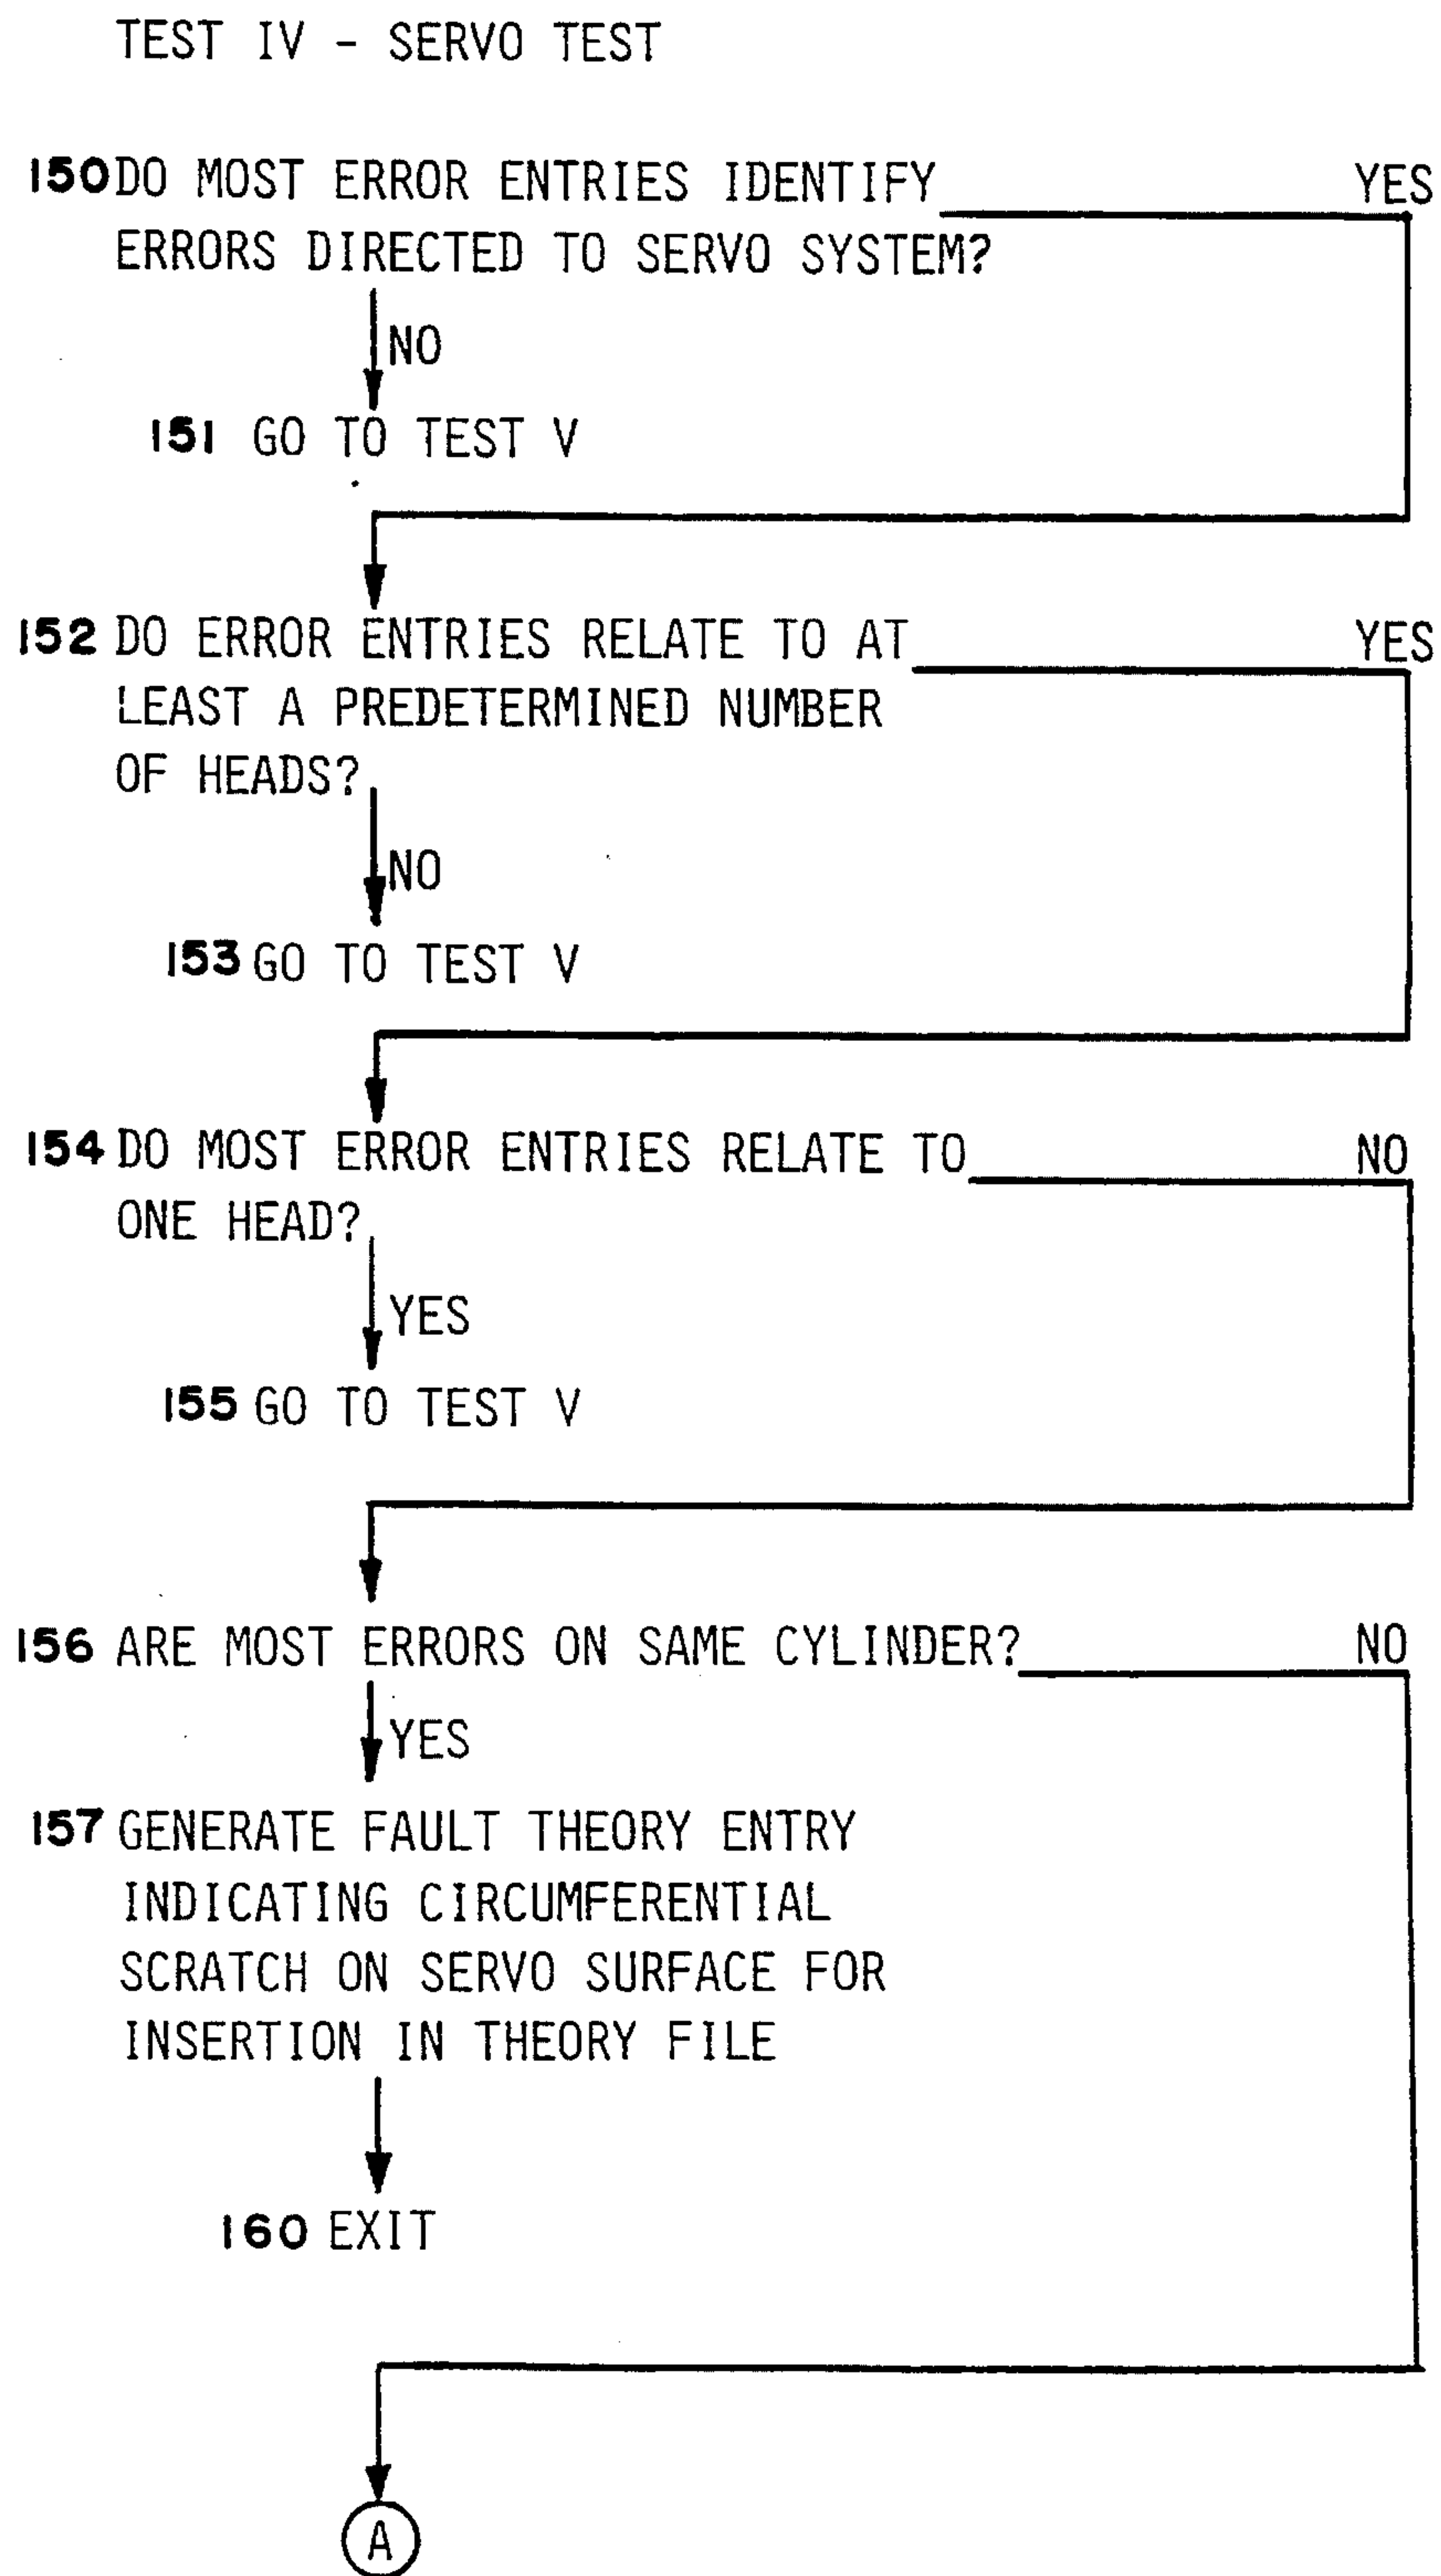 TEST IV - SERVO TEST
150 DO MOST ERROR ENTRIES IDENTIFY YES
ERRORS DIRECTED TO SERVO SYSTEM?
NO
151 GO TO TEST V
152 DO ERROR ENTRIES RELATE TO AT YES
LEAST A PREDETERMINED NUMBER
OF HEADS?
NO
153 GO TO TEST V
154 DO MOST ERROR ENTRIES RELATE TO NO
ONE HEAD?
YES
155 GO TO TEST V
156 ARE MOST ERRORS ON SAME CYLINDER? NO
YES
157 GENERATE FAULT THEORY ENTRY
INDICATING CIRCUMFERENTIAL
SCRATCH ON SERVO SURFACE FOR
INSERTION IN THEORY FILE
160 EXIT
A